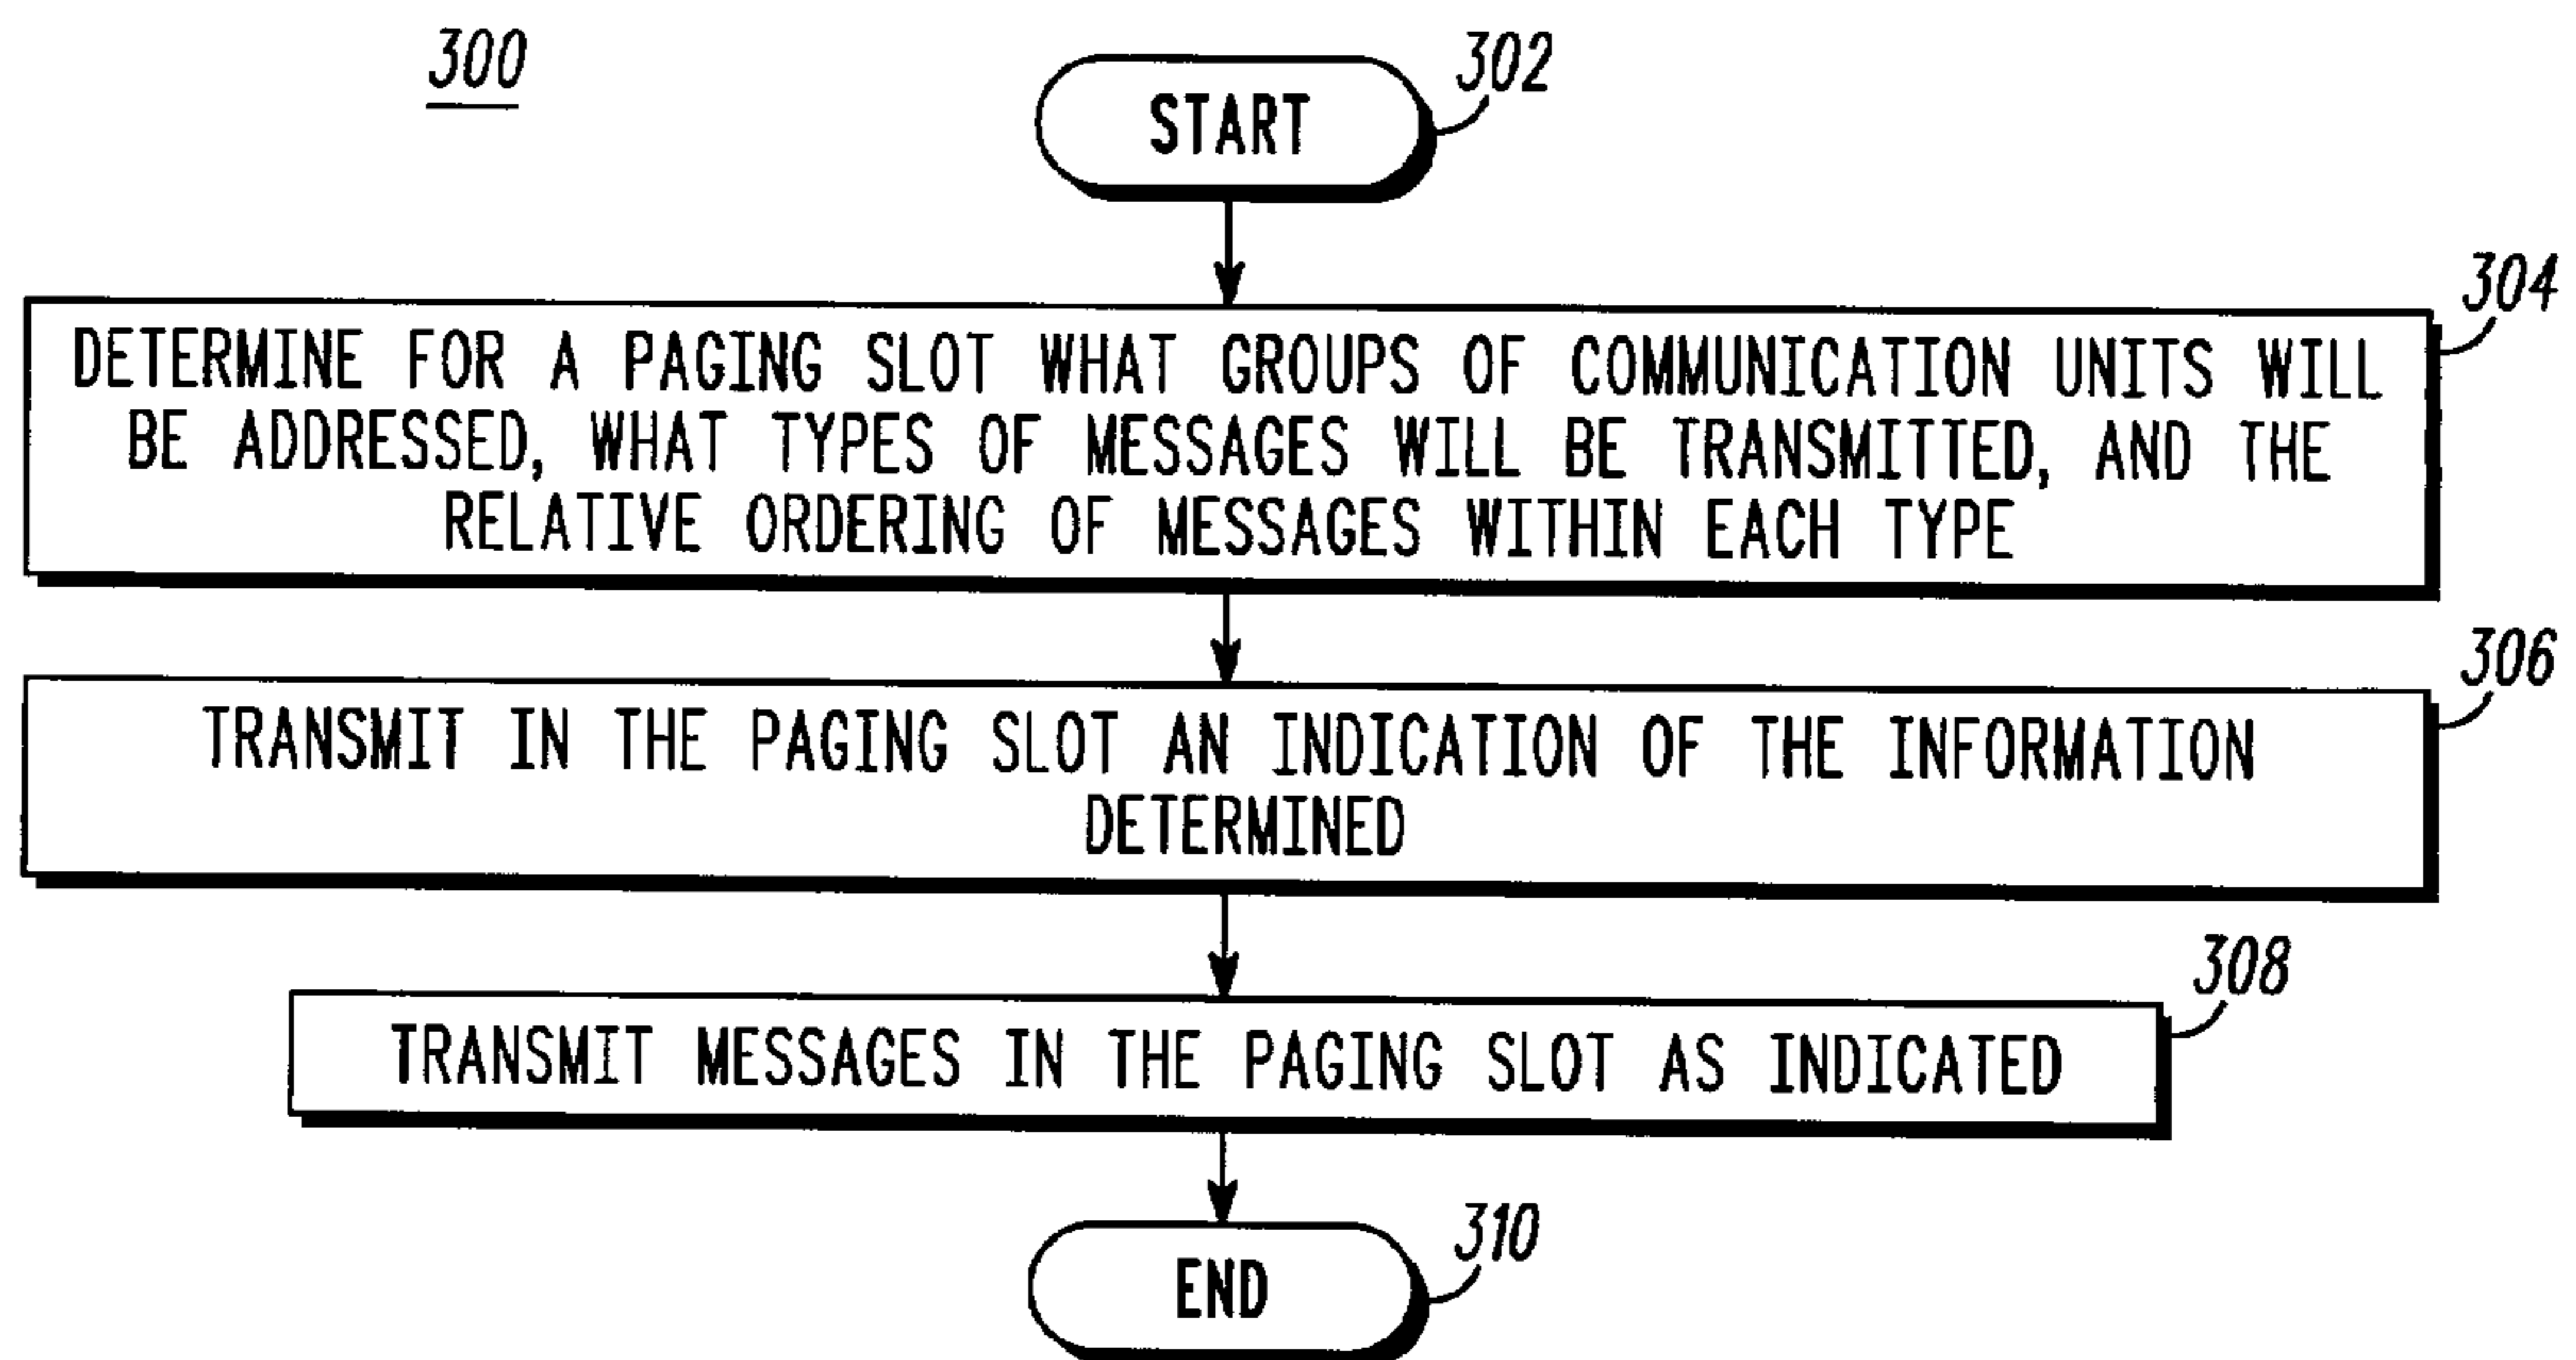 300
START
302
304
DETERMINE FOR A PAGING SLOT WHAT GROUPS OF COMMUNICATION UNITS WILL
BE ADDRESSED, WHAT TYPES OF MESSAGES WILL BE TRANSMITTED, AND THE
RELATIVE ORDERING OF MESSAGES WITHIN EACH TYPE
306
TRANSMIT IN THE PAGING SLOT AN INDICATION OF THE INFORMATION
DETERMINED
308
TRANSMIT MESSAGES IN THE PAGING SLOT AS INDICATED
310
END